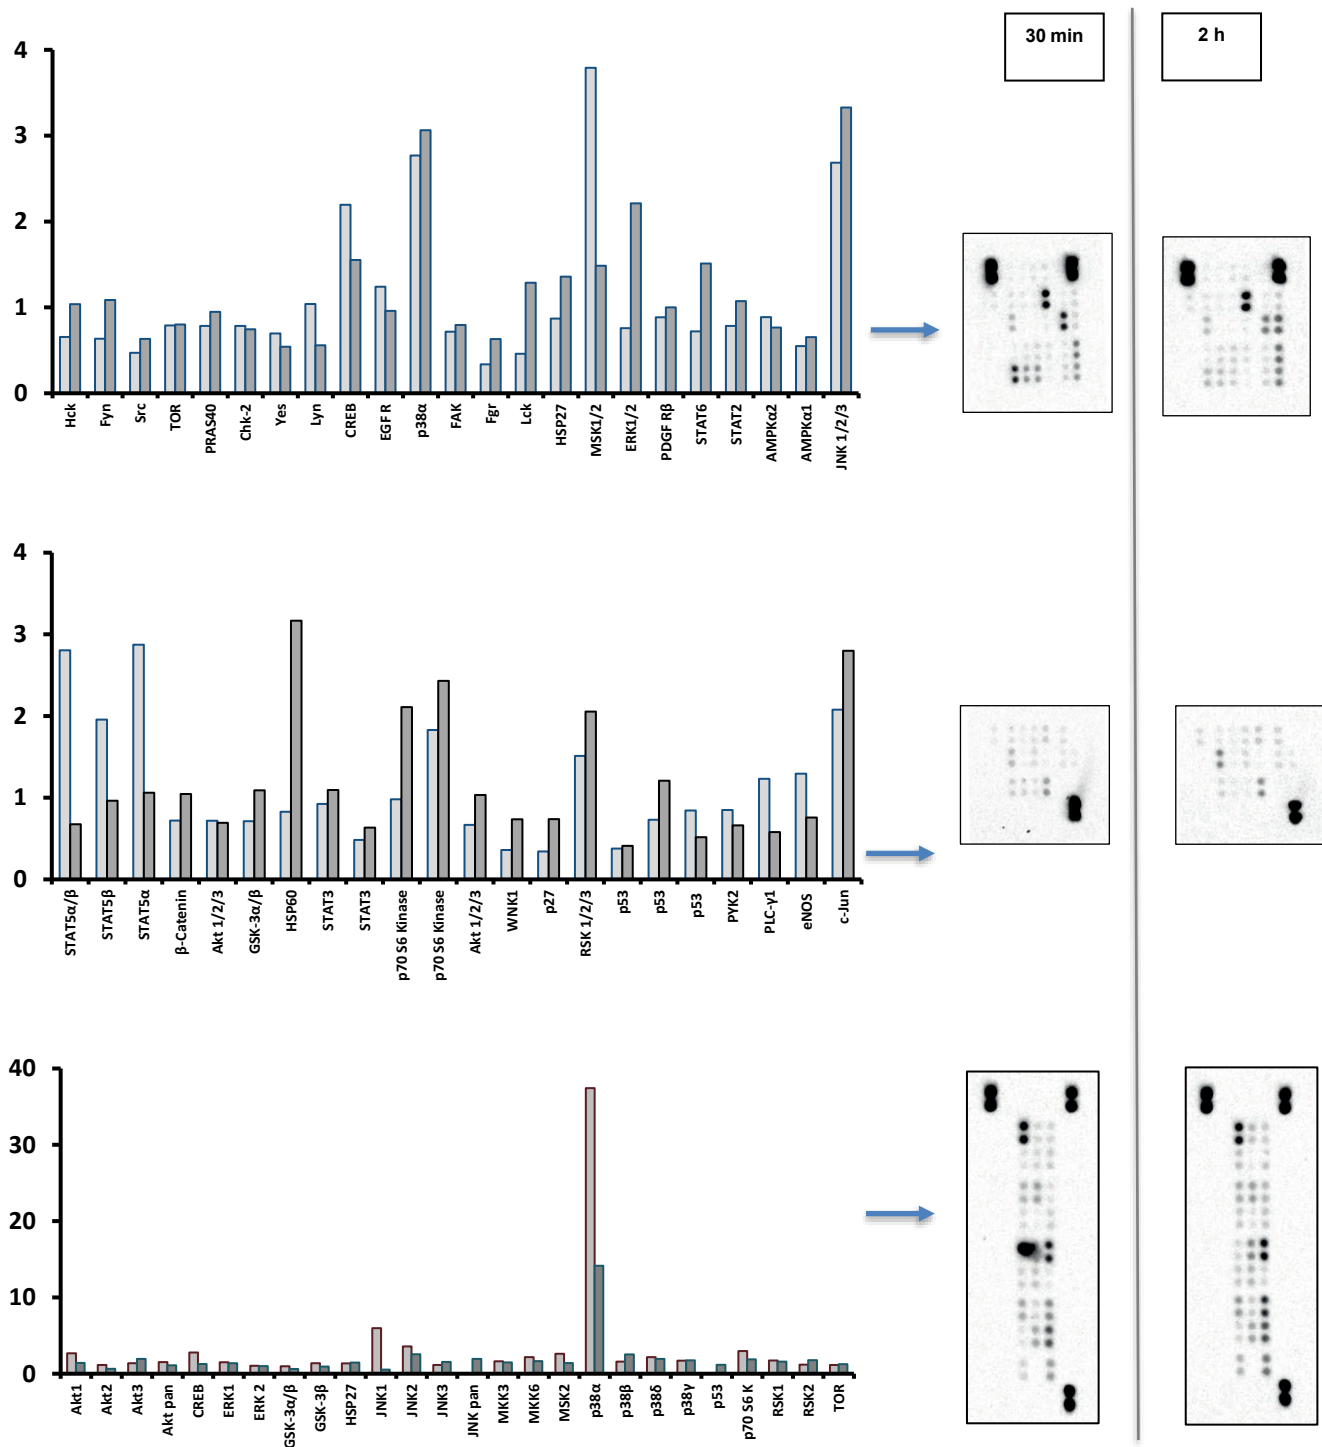 30 min
2 h
4
3
2
1
0
Hck
Fyn
Src
TOR
PRAS40
Chk-2
Yes
Lyn
CREB
EGF R
p38α
FAK
Fgr
Lck
HSP27
MSK1/2
ERK1/2
PDGF Rβ
STAT6
STAT2
AMPKα2
AMPKα1
JNK 1/2/3
4
3
2
1
0
STAT5α/β
STAT5β
STAT5α
β-Catenin
Akt 1/2/3
GSK-3α/β
HSP60
STAT3
STAT3
p70 S6 Kinase
p70 S6 Kinase
Akt 1/2/3
WNK1
p27
RSK 1/2/3
p53
p53
p53
PYK2
PLC-γ1
eNOS
c-Jun
40
30
20
10
0
Akt1
Akt2
Akt3
Akt pan
CREB
ERK1
ERK 2
GSK-3α/β
GSK-3β
HSP27
JNK1
JNK2
JNK3
JNK pan
MKK3
MKK6
MSK2
p38α
p38β
p38δ
p38γ
p53
p70 S6 K
RSK1
RSK2
TOR